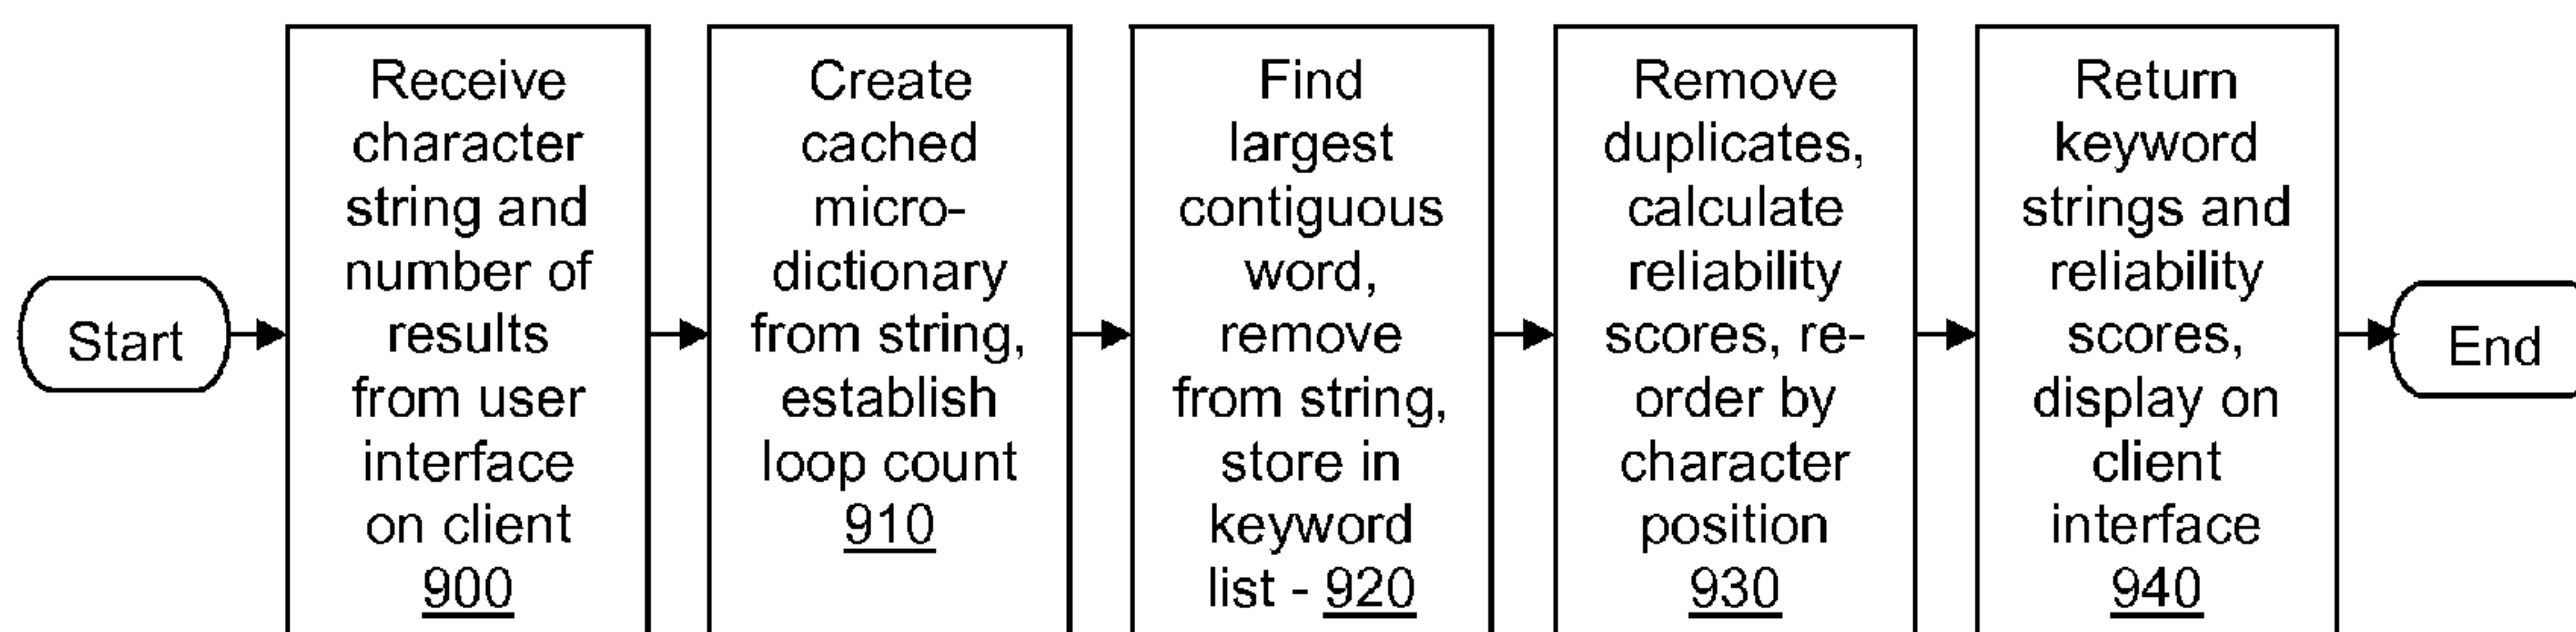 Start
Receive
character
string and
number of
results
from user
interface
on client
900
Create
cached
micro-
dictionary
from string,
establish
loop count
910
Find
largest
contiguous
word,
remove
from string,
store in
keyword
list - 920
Remove
duplicates,
calculate
reliability
scores, re-
order by
character
position
930
Return
keyword
strings and
reliability
scores,
display on
client
interface
940
End